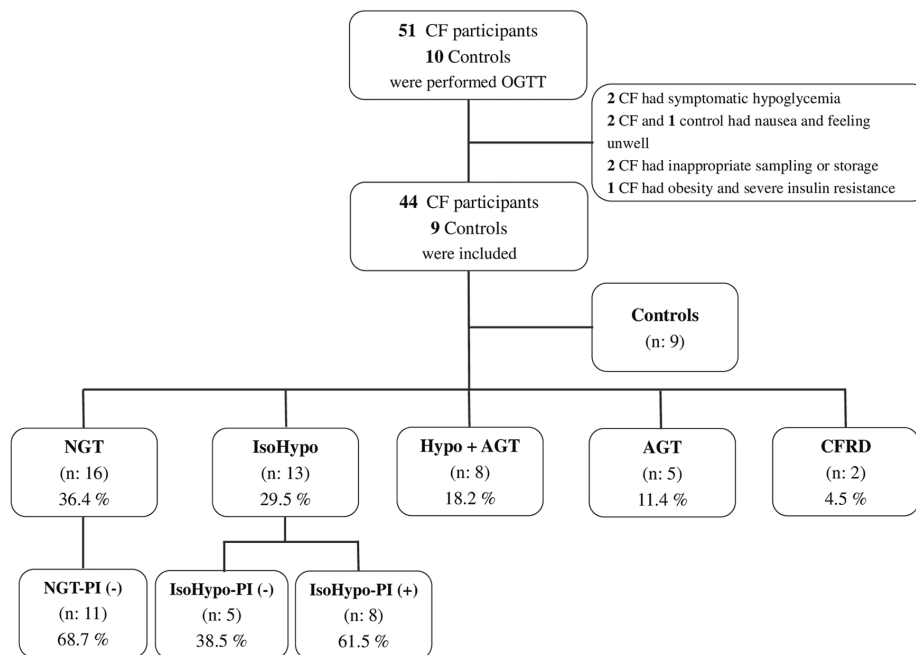 51 CF participants
10 Controls
were performed OGTT
2 CF had symptomatic hypoglycemia
2 CF and 1 control had nausea and feeling
unwell
2 CF had inappropriate sampling or storage
1 CF had obesity and severe insulin resistance
44 CF participants
9 Controls
were included
Controls
(n: 9)
NGT
(n: 16)
36.4 %
IsoHypo
(n: 13)
29.5 %
Hypo + AGT
(n: 8)
18.2 %
AGT
(n: 5)
11.4 %
CFRD
(n: 2)
4.5 %
NGT-PI (-)
(n: 11)
68.7 %
IsoHypo-PI (-)
(n: 5)
38.5 %
IsoHypo-PI (+)
(n: 8)
61.5 %